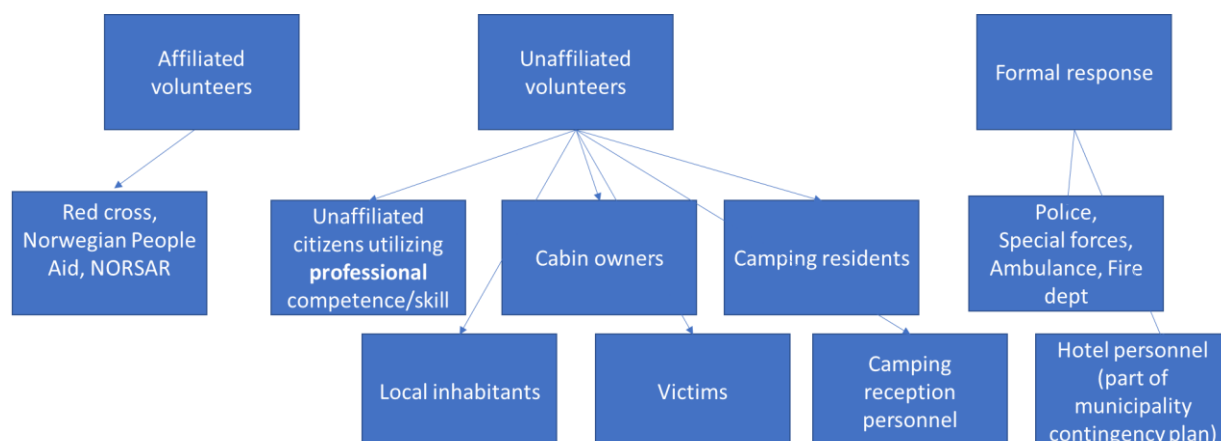 Affiliated
volunteers
Unaffiliated
volunteers
Formal response
Red cross,
Norwegian People
Aid, NORSAR
Unaffiliated
citizens utilizing
professional
competence/skill
Cabin owners
Camping residents
Police,
Special forces,
Ambulance, Fire
dept
Local inhabitants
Victims
Camping
reception
personnel
Hotel personnel
(part of
municipality
contingency plan)